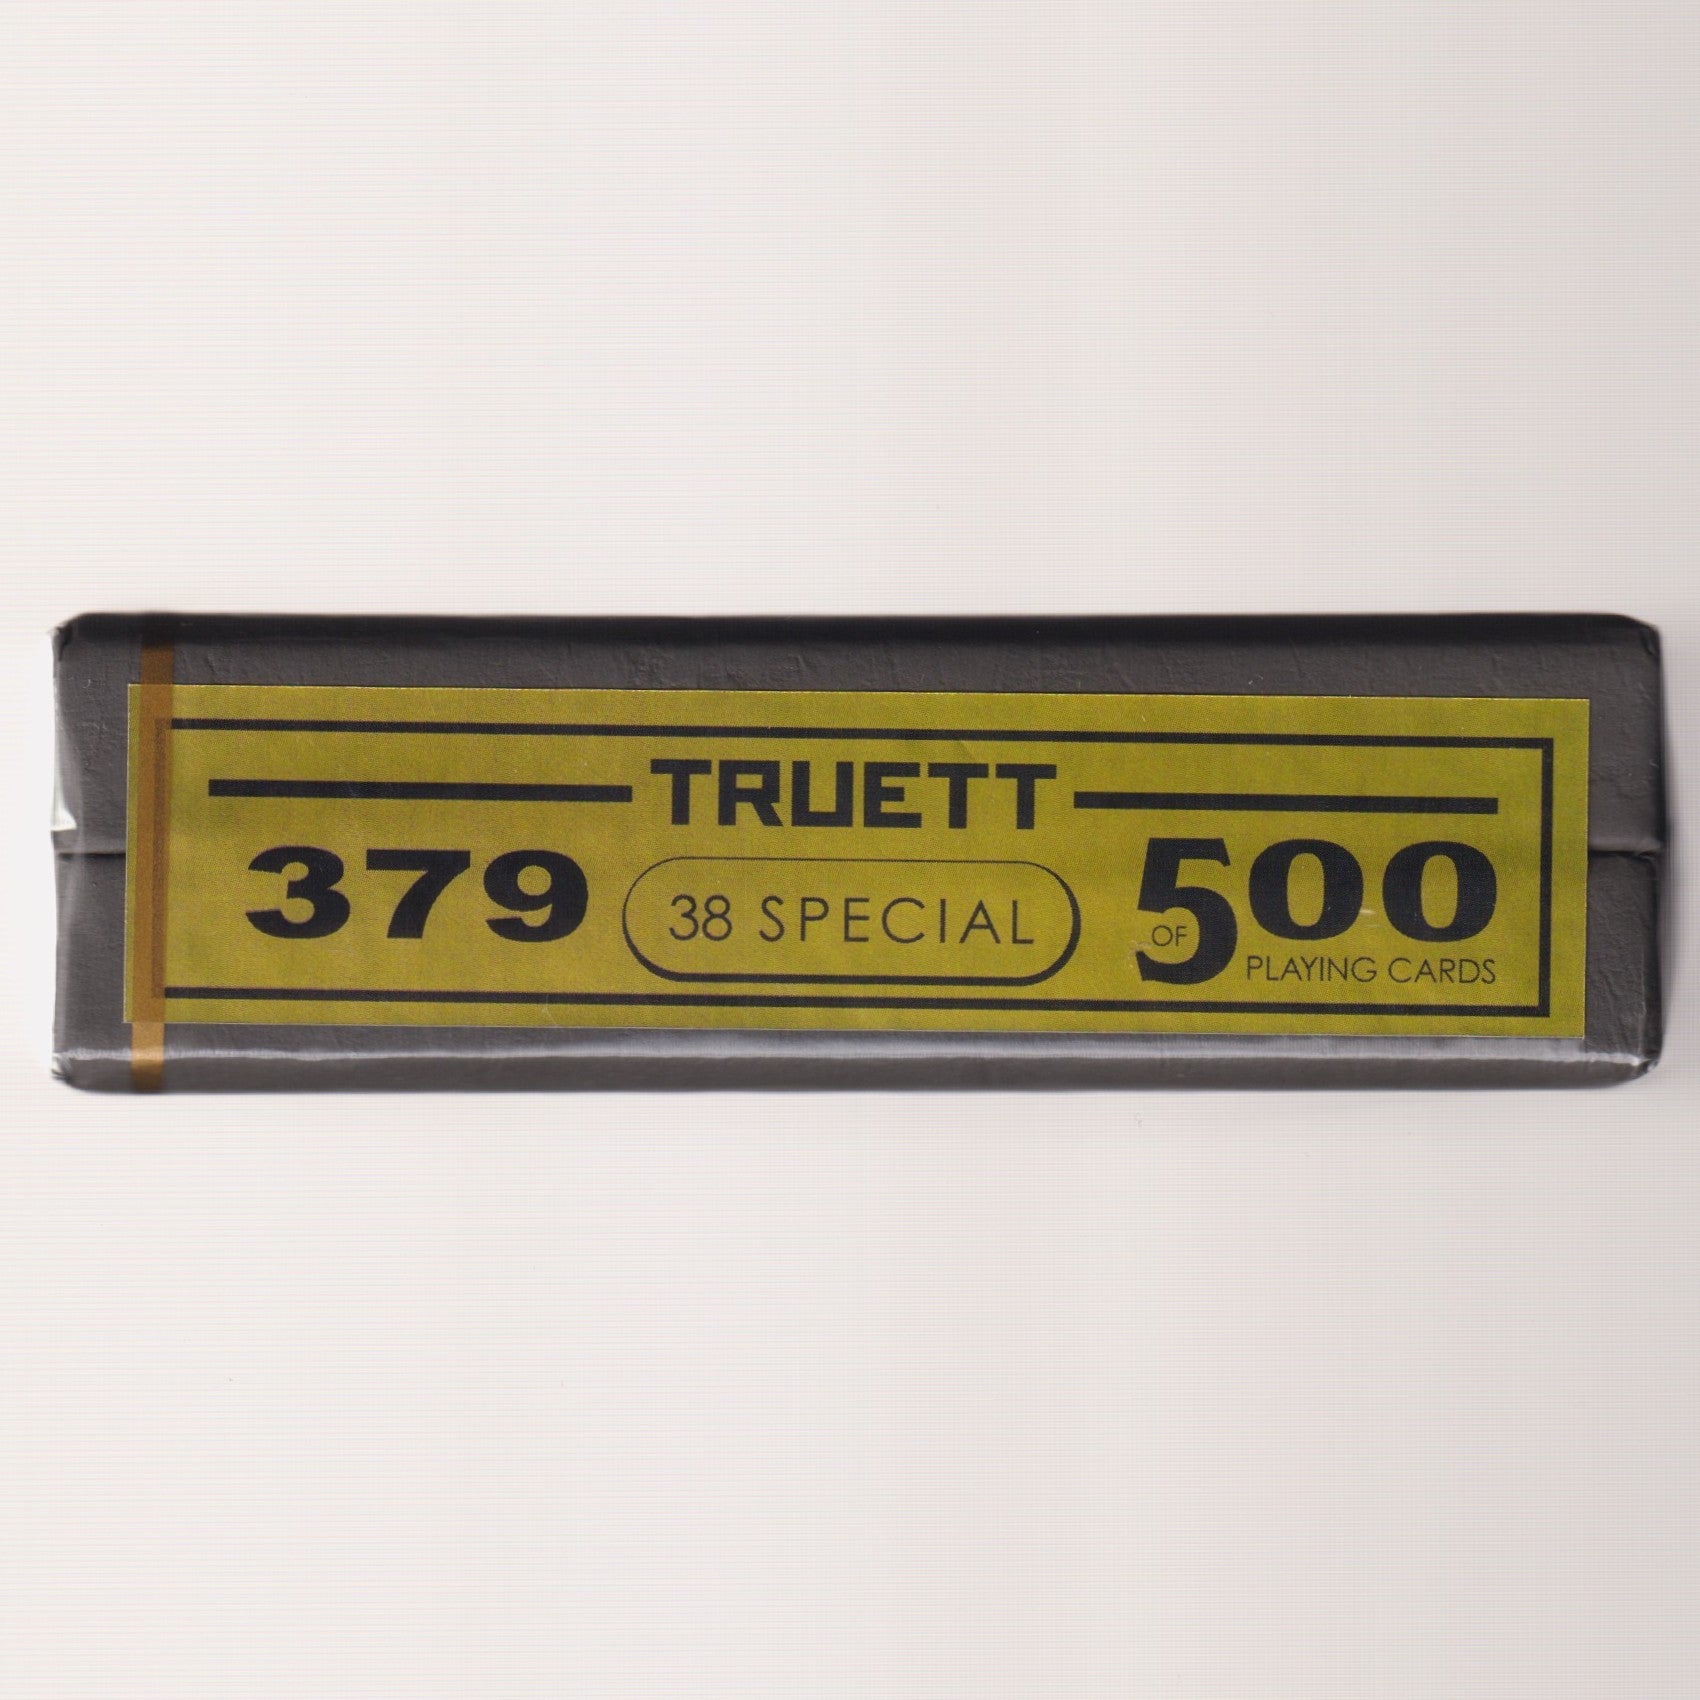 TRUETT
379
38 SPECIAL
OF 500
PLAYING CARDS